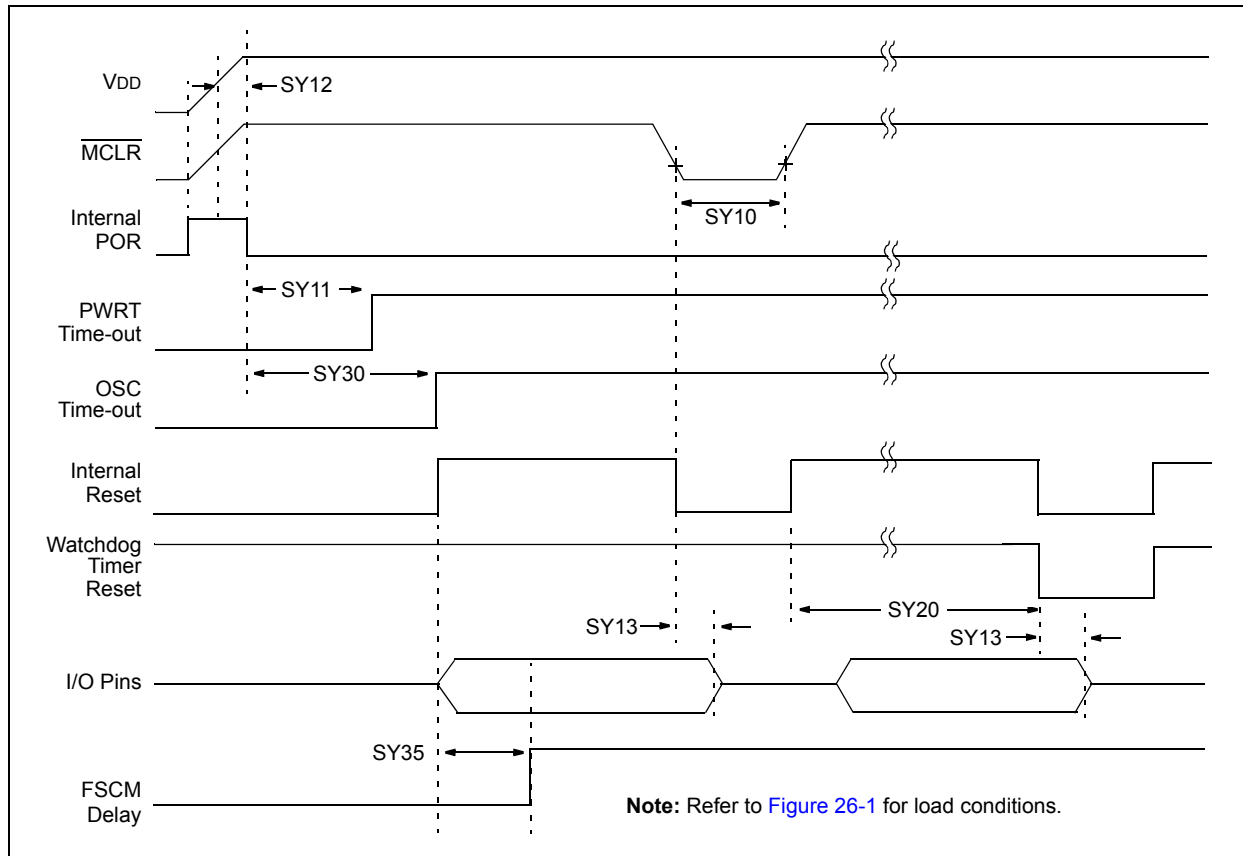 VDD
SY12
MCLR
SY10
Internal
POR
SY11
PWRT
Time-out
SY30
OSC
Time-out
Internal
Reset
Watchdog
Timer
Reset
SY20
SY13
SY13
I/O Pins
SY35
FSCM
Delay
Note: Refer to Figure 26-1 for load conditions.